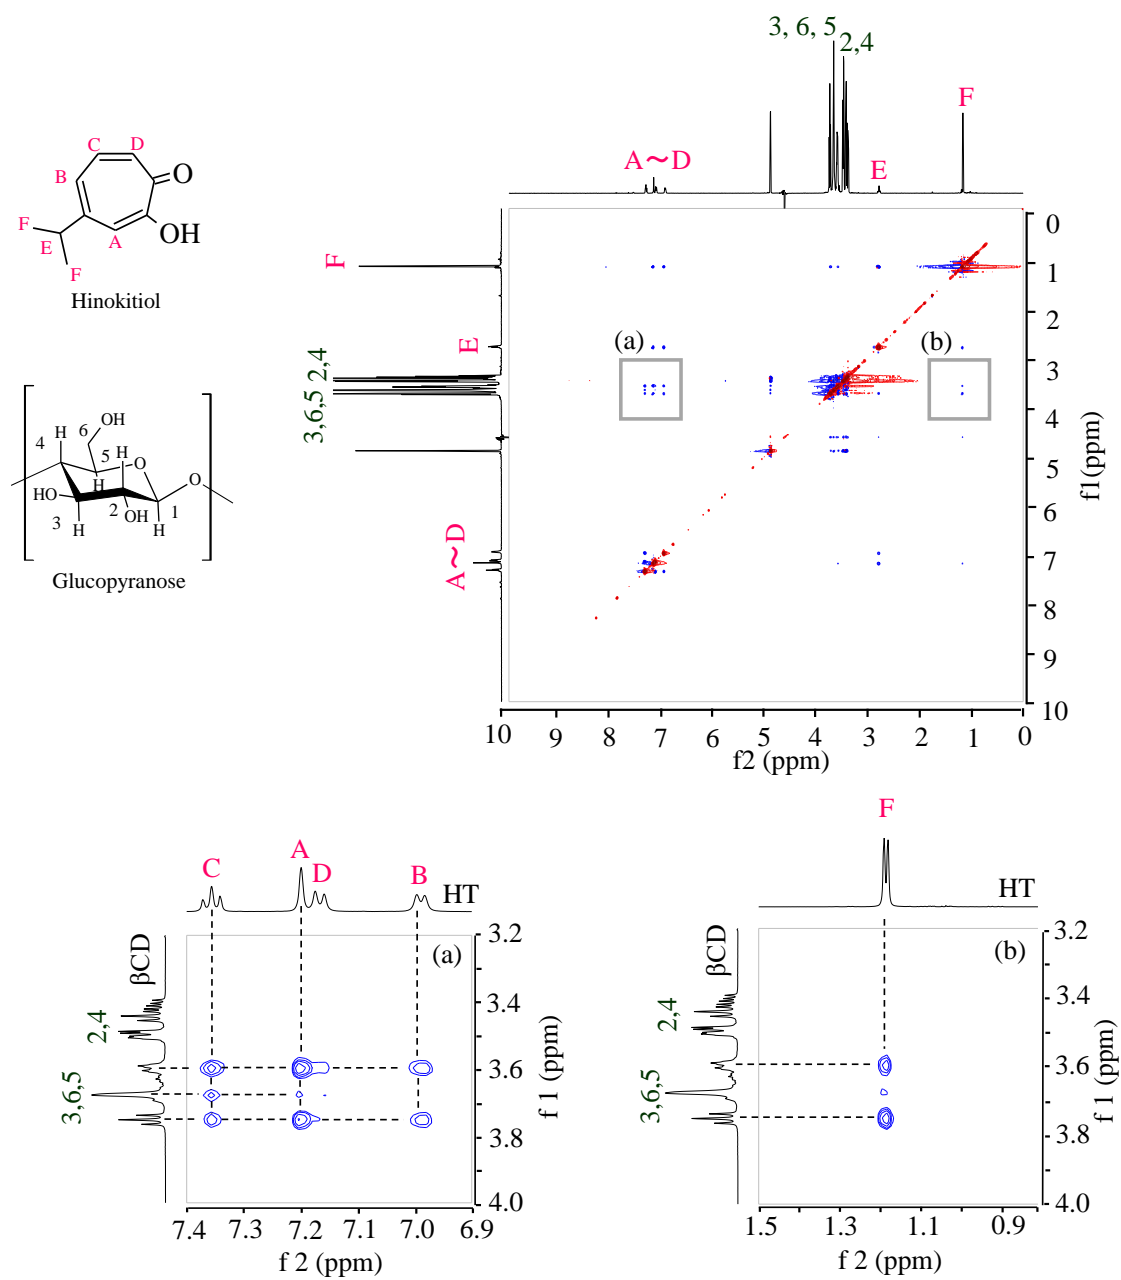 3, 6, 5
2,4
F
A~D
E
C
D
B
O
F
E
A
OH
F
Hinokitiol
F
E
3,6,5 2,4
A~D
(a)
(b)
0
1
2
3
4
5
6
7
8
9
10
f1(ppm)
10 9 8 7 6 5 4 3 2 1 0
f2 (ppm)
6 OH
4 H
5 O
H
H
HO
2
OH
1
O
3 H
H
Glucopyranose
C
A
D
B
HT
βCD
(a)
2,4
3,6,5
3.2
3.4
3.6
3.8
4.0
f 1 (ppm)
7.4 7.3 7.2 7.1 7.0 6.9
f 2 (ppm)
F
HT
βCD
(b)
2,4
3,6,5
3.2
3.4
3.6
3.8
4.0
f 1 (ppm)
1.5 1.3 1.1 0.9
f 2 (ppm)